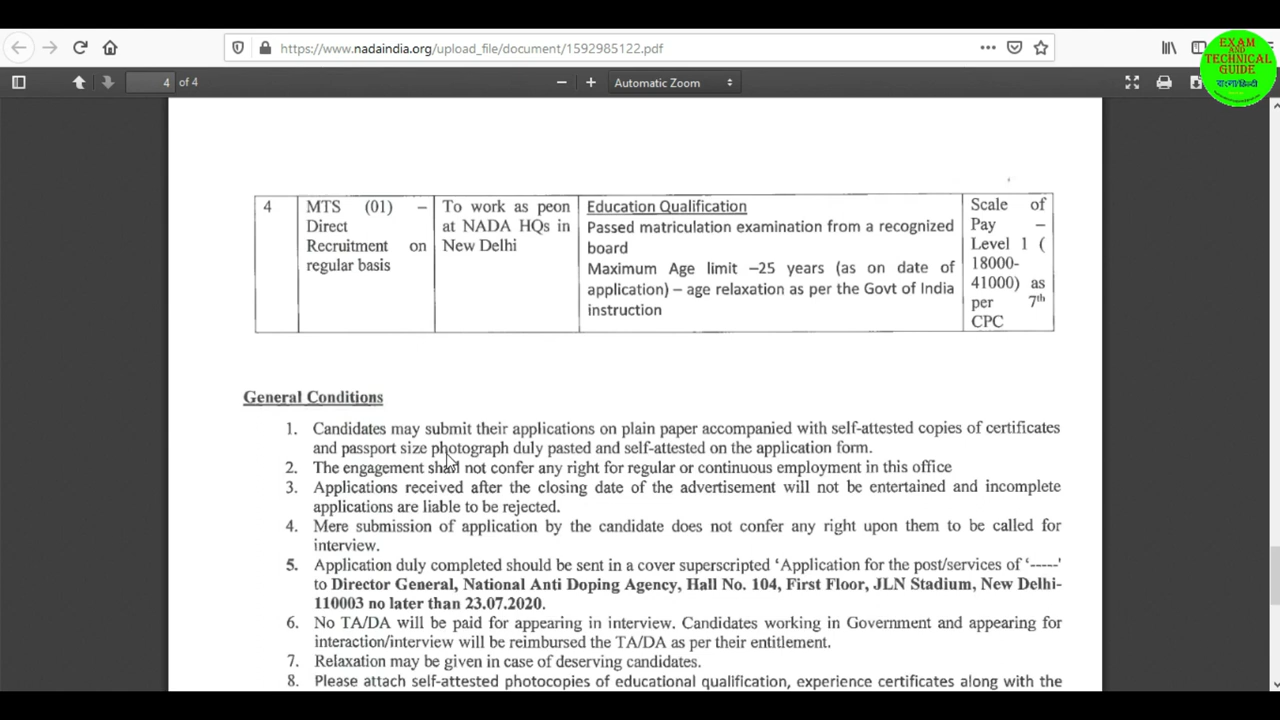 https://www.nadaindia.org/upload_file/document/1592985122.pdf
EXAM
AND
TECHNICAL
GUIDE
বাংলা/हिन्दी
4 of 4
Automatic Zoom
4
MTS (01) –
Direct
Recruitment on
regular basis
To work as peon
at NADA HQs in
New Delhi
Education Qualification
Passed matriculation examination from a recognized
board
Maximum Age limit –25 years (as on date of
application) – age relaxation as per the Govt of India
instruction
Scale of
Pay –
Level 1 (
18000-
41000) as
per 7th
CPC
General Conditions
1. Candidates may submit their applications on plain paper accompanied with self-attested copies of certificates
and passport size photograph duly pasted and self-attested on the application form.
2. The engagement shall not confer any right for regular or continuous employment in this office
3. Applications received after the closing date of the advertisement will not be entertained and incomplete
applications are liable to be rejected.
4. Mere submission of application by the candidate does not confer any right upon them to be called for
interview.
5. Application duly completed should be sent in a cover superscripted ‘Application for the post/services of ‘-----’
to Director General, National Anti Doping Agency, Hall No. 104, First Floor, JLN Stadium, New Delhi-
110003 no later than 23.07.2020.
6. No TA/DA will be paid for appearing in interview. Candidates working in Government and appearing for
interaction/interview will be reimbursed the TA/DA as per their entitlement.
7. Relaxation may be given in case of deserving candidates.
8. Please attach self-attested photocopies of educational qualification, experience certificates along with the